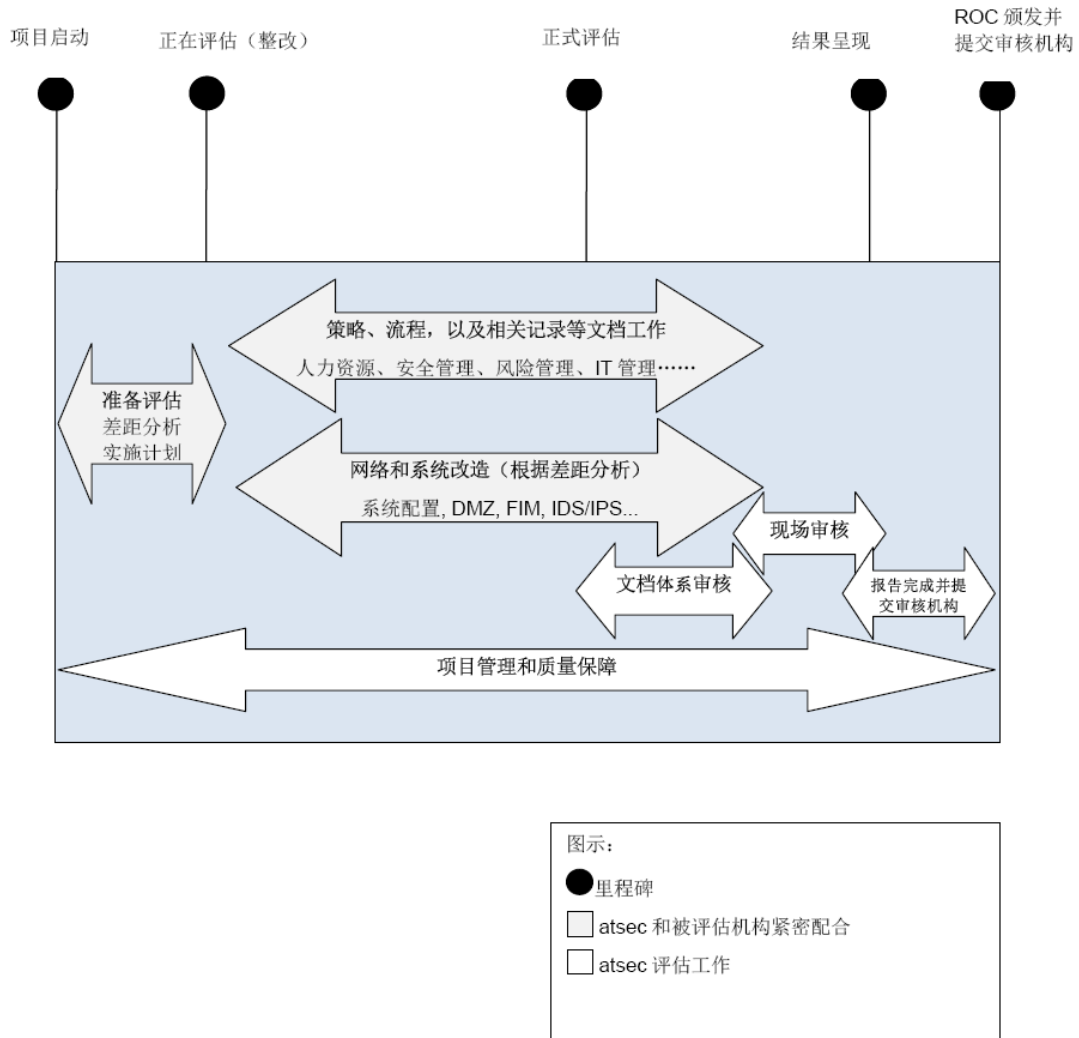 项目启动
正在评估（整改）
正式评估
结果呈现
ROC 颁发并
提交审核机构
策略、流程，以及相关记录等文档工作
人力资源、安全管理、风险管理、IT 管理……
准备评估
差距分析
实施计划
网络和系统改造（根据差距分析）
系统配置, DMZ, FIM, IDS/IPS...
现场审核
文档体系审核
报告完成并提
交审核机构
项目管理和质量保障
图示：
里程碑
atsec 和被评估机构紧密配合
atsec 评估工作